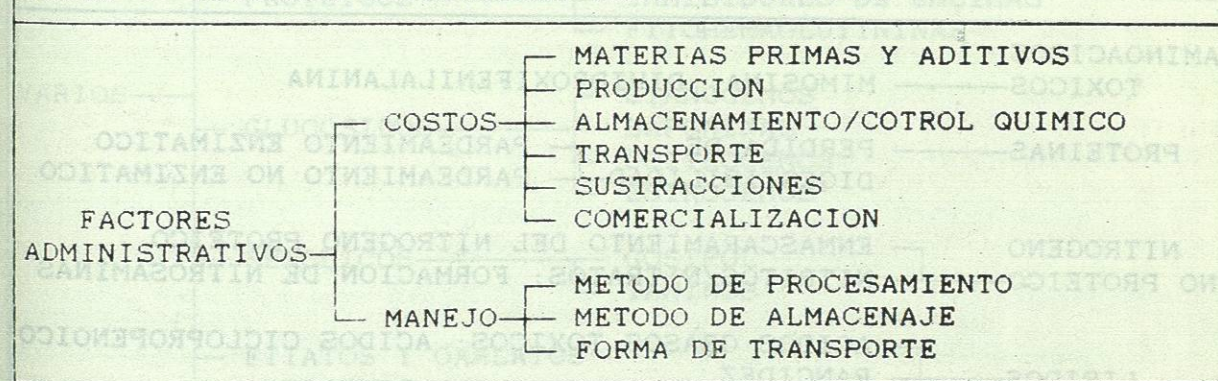 MATERIAS PRIMAS Y ADITIVOS
PRODUCCION
COSTOS ALMACENAMIENTO/COTROL QUIMICO
TRANSPORTE
SUSTRACCIONES
FACTORES
COMERCIALIZACION
ADMINISTRATIVOS
METODO DE PROCESAMIENTO
MANEJO METODO DE ALMACENAJE
FORMA DE TRANSPORTE